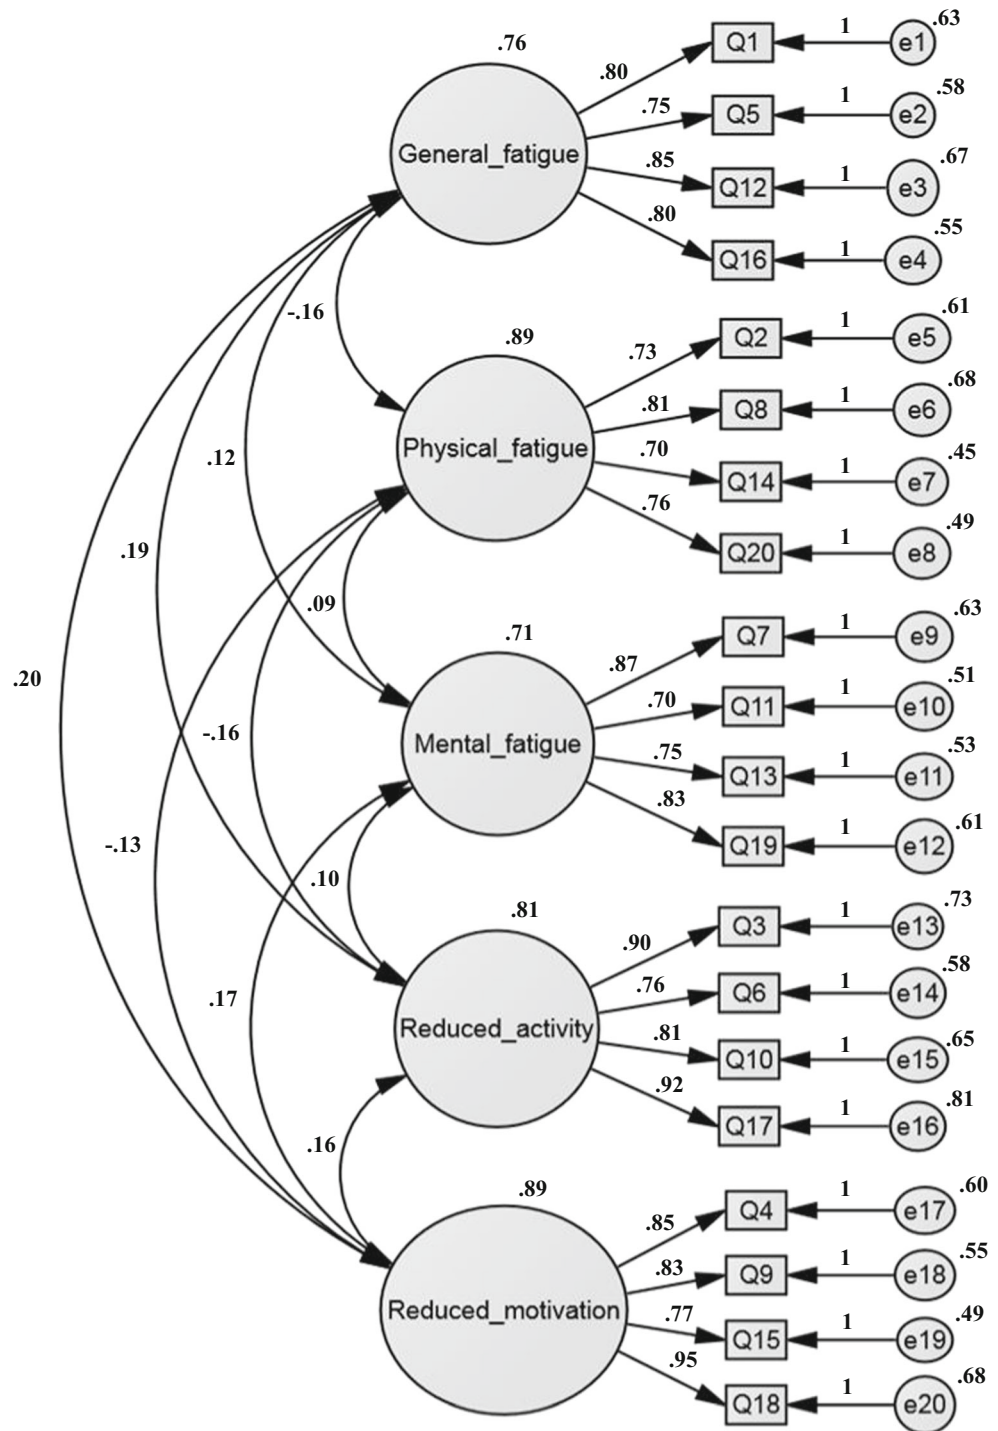 .76
General_fatigue
.80
Q1
1
e1
.63
.75
Q5
1
e2
.58
.85
Q12
1
e3
.67
.80
Q16
1
e4
.55
-.16
.89
Physical_fatigue
.73
Q2
1
e5
.61
.81
Q8
1
e6
.68
.70
Q14
1
e7
.45
.76
Q20
1
e8
.49
.12
.19
.09
.20
.71
Mental_fatigue
.87
Q7
1
e9
.63
.70
Q11
1
e10
.51
.75
Q13
1
e11
.53
.83
Q19
1
e12
.61
-.16
-.13
.10
.81
Reduced_activity
.90
Q3
1
e13
.73
.76
Q6
1
e14
.58
.81
Q10
1
e15
.65
.92
Q17
1
e16
.81
.17
.16
.89
Reduced_motivation
.85
Q4
1
e17
.60
.83
Q9
1
e18
.55
.77
Q15
1
e19
.49
.95
Q18
1
e20
.68